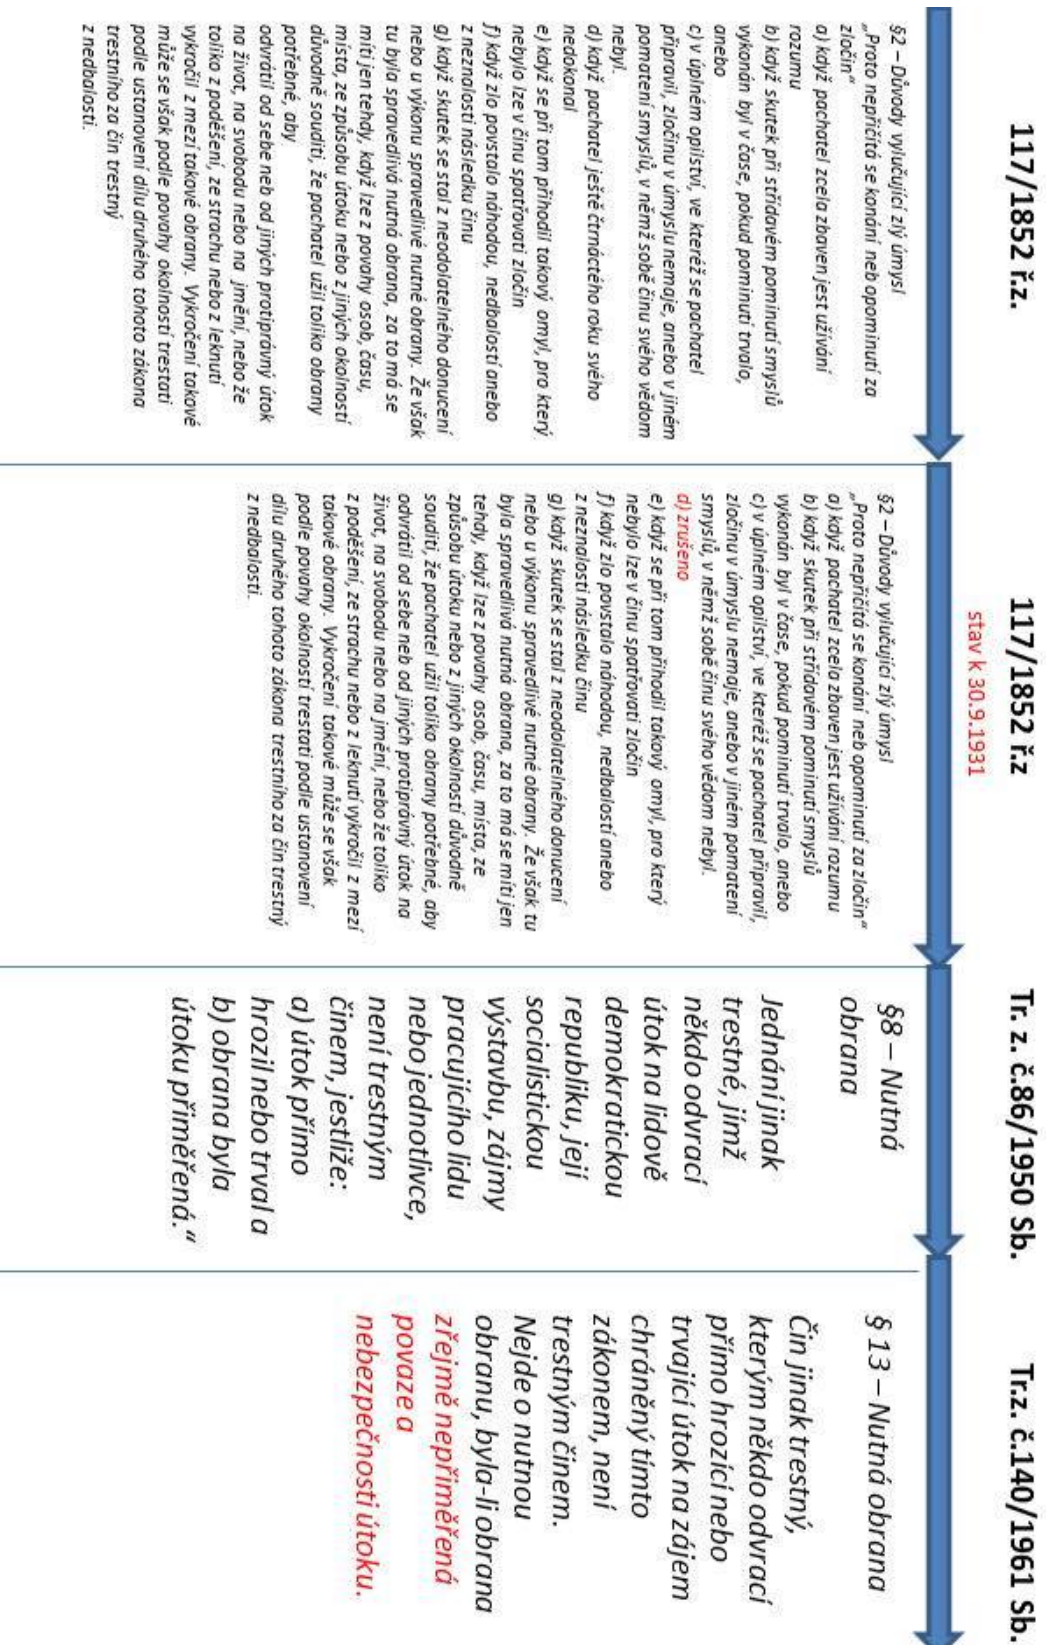 117/1852 ř.z.
§2 – Důvody vylučující zlý úmysl
„Proto nepřičítá se konání neb opominutí za
zločin“
a) když pachatel zcela zbaven jest užívání
rozumu
b) když skutek při střídavém pominutí smyslů
vykonán byl v čase, pokud pominutí trvalo,
anebo
c) v úplném opilství, ve kteréž se pachatel
připravil, zločinu v úmyslu nemaje, anebo v jiném
pomatení smyslů, v němž sobě činu svého vědom
nebyl.
d) když pachatel ještě čtrnáctého roku svého
nedokonal
e) když se při tom přihodil takový omyl, pro který
nebylo lze v činu spatřovati zločin
f) když zlo povstalo náhodou, nedbalostí anebo
z neznalosti následku činu
g) když skutek se stal z neodolatelného donucení
nebo u výkonu spravedlivé nutné obrany. Že však
tu byla spravedlivá nutná obrana, za to má se
míti jen tehdy, když lze z povahy osob, času,
místa, ze způsobu útoku nebo z jiných okolností
důvodně souditi, že pachatel užil toliko obrany
potřebné, aby
odvrátil od sebe neb od jiných protiprávný útok
na život, na svobodu nebo na jmění, nebo že
toliko z poděšení, ze strachu nebo z leknutí
vykročil z mezí takové obrany. Vykročení takové
může se však podle povahy okolností trestati
podle ustanovení dílu druhého tohoto zákona
trestního za čin trestný
z nedbalosti.
117/1852 ř.z
stav k 30.9.1931
§2 – Důvody vylučující zlý úmysl
„Proto nepřičítá se konání neb opominutí za zločin“
a) když pachatel zcela zbaven jest užívání rozumu
b) když skutek při střídavém pominutí smyslů
vykonán byl v čase, pokud pominutí trvalo, anebo
c) v úplném opilství, ve kteréž se pachatel připravil,
zločinu v úmyslu nemaje, anebo v jiném pomatení
smyslů, v němž sobě činu svého vědom nebyl.
d) zrušeno
e) když se při tom přihodil takový omyl, pro který
nebylo lze v činu spatřovati zločin
f) když zlo povstalo náhodou, nedbalostí anebo
z neznalosti následku činu
g) když skutek se stal z neodolatelného donucení
nebo u výkonu spravedlivé nutné obrany. Že však tu
byla spravedlivá nutná obrana, za to má se míti jen
tehdy, když lze z povahy osob, času, místa, ze
způsobu útoku nebo z jiných okolností důvodně
souditi, že pachatel užil toliko obrany potřebné, aby
odvrátil od sebe neb od jiných protiprávný útok na
život, na svobodu nebo na jmění, nebo že toliko
z poděšení, ze strachu nebo z leknutí vykročil z mezí
takové obrany. Vykročení takové může se však
podle povahy okolností trestati podle ustanovení
dílu druhého tohoto zákona trestního za čin trestný
z nedbalosti.
Tr. z. č.86/1950 Sb.
§8 – Nutná
obrana
Jednání jinak
trestné, jímž
někdo odvrací
útok na lidově
demokratickou
republiku, její
socialistickou
výstavbu, zájmy
pracujícího lidu
nebo jednotlivce,
není trestným
činem, jestliže:
a) útok přímo
hrozil nebo trval a
b) obrana byla
útoku přiměřená.“
Tr.z. č.140/1961 Sb.
§ 13 – Nutná obrana
Čin jinak trestný,
kterým někdo odvrací
přímo hrozící nebo
trvající útok na zájem
chráněný tímto
zákonem, není
trestným činem.
Nejde o nutnou
obranu, byla-li obrana
zřejmě nepřiměřená
povaze a
nebezpečnosti útoku.